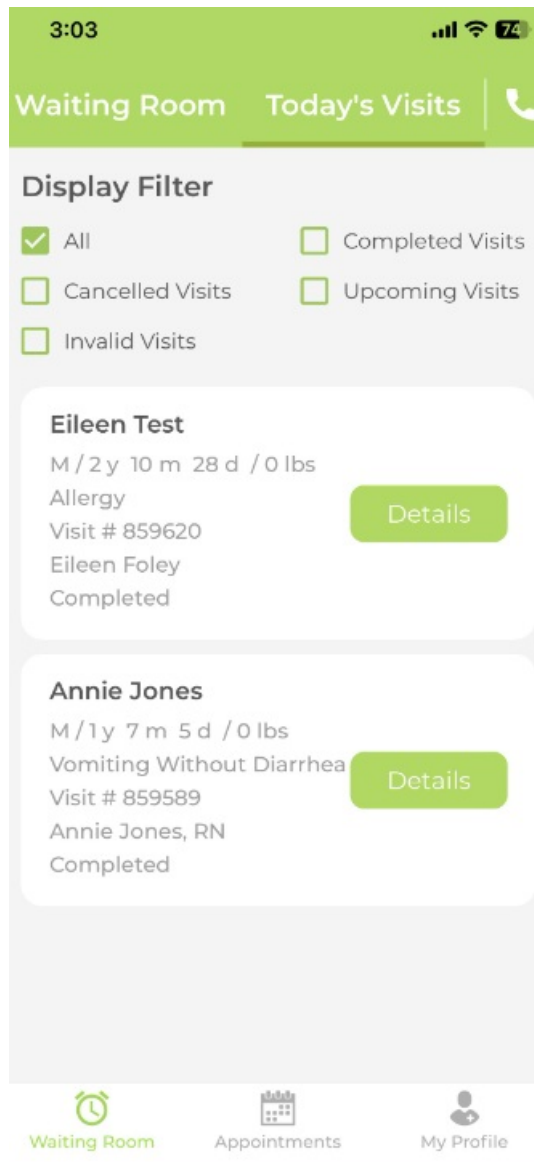 3:03
74
Waiting Room Today's Visits
Display Filter
All
Completed Visits
Cancelled Visits
Upcoming Visits
Invalid Visits
Eileen Test
M / 2 y 10 m 28 d / 0 lbs
Allergy
Details
Visit # 859620
Eileen Foley
Completed
Annie Jones
M / 1 y 7 m 5 d / 0 lbs
Vomiting Without Diarrhea
Details
Visit # 859589
Annie Jones, RN
Completed
Waiting Room
Appointments
My Profile